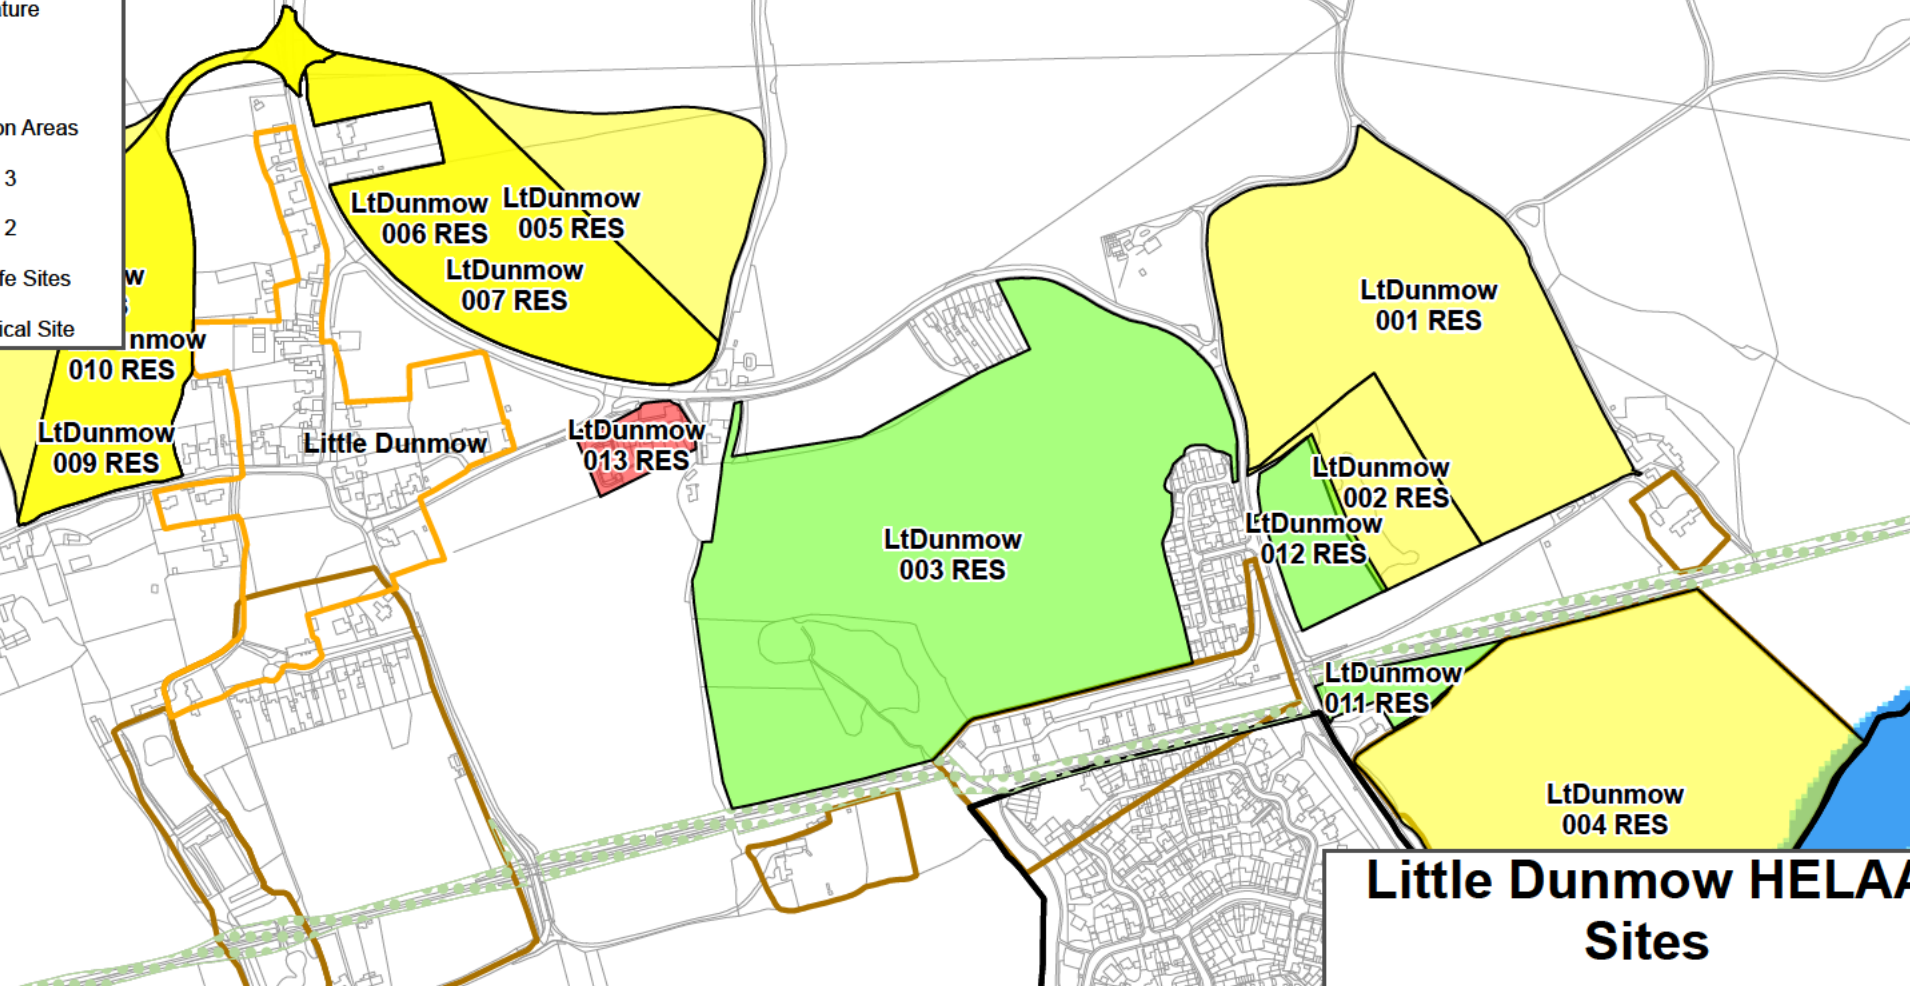 on Areas
3
2
fe Sites
ical Site
LtDunmow
006 RES
LtDunmow
005 RES
LtDunmow
007 RES
LtDunmow
001 RES
nmow
010 RES
LtDunmow
009 RES
Little Dunmow
LtDunmow
013 RES
LtDunmow
003 RES
LtDunmow
002 RES
LtDunmow
012 RES
LtDunmow
011 RES
LtDunmow
004 RES
Little Dunmow HELAA
Sites